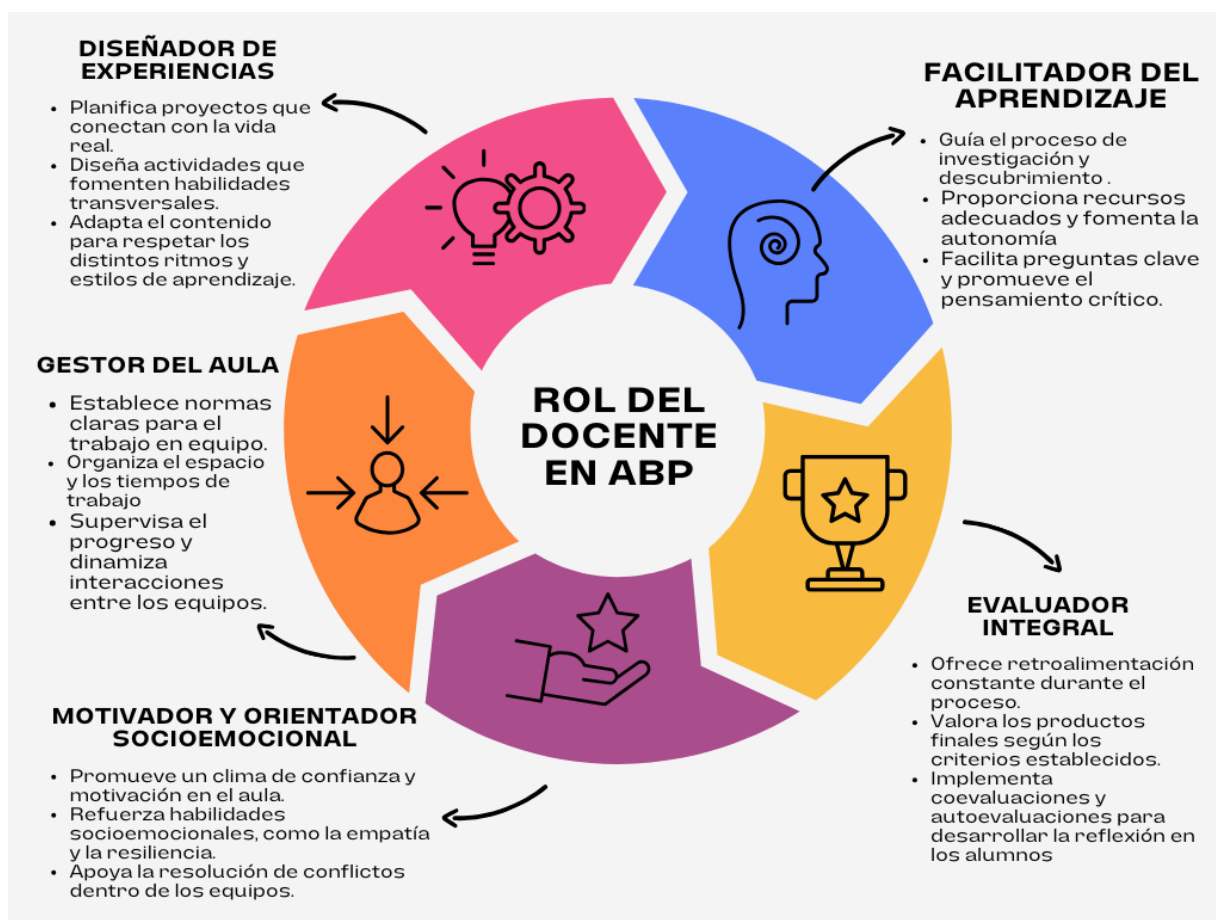 DISEÑADOR DE
EXPERIENCIAS
• Planifica proyectos que
conectan con la vida
real.
• Diseña actividades que
fomenten habilidades
transversales.
• Adapta el contenido
para respetar los
distintos ritmos y
estilos de aprendizaje.
FACILITADOR DEL
APRENDIZAJE
• Guía el proceso de
investigación y
descubrimiento .
• Proporciona recursos
adecuados y fomenta la
autonomía
• Facilita preguntas clave
y promueve el
pensamiento crítico.
GESTOR DEL AULA
• Establece normas
claras para el
trabajo en equipo.
• Organiza el espacio
y los tiempos de
trabajo
• Supervisa el
progreso y
dinamiza
interacciones
entre los equipos.
ROL DEL
DOCENTE
EN ABP
EVALUADOR
INTEGRAL
• Ofrece retroalimentación
constante durante el
proceso.
• Valora los productos
finales según los
criterios establecidos.
• Implementa
coevaluaciones y
autoevaluaciones para
desarrollar la reflexión en
los alumnos
MOTIVADOR Y ORIENTADOR
SOCIOEMOCIONAL
• Promueve un clima de confianza y
motivación en el aula.
• Refuerza habilidades
socioemocionales, como la empatía
y la resiliencia.
• Apoya la resolución de conflictos
dentro de los equipos.